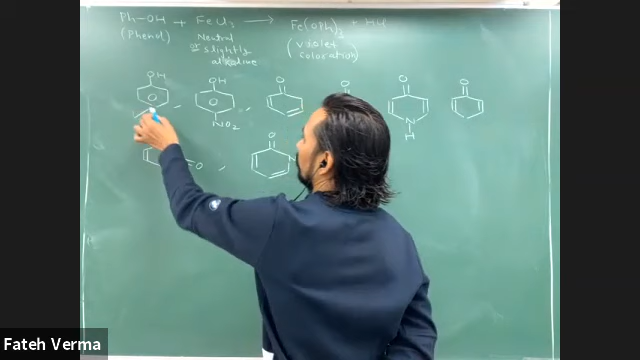 Ph-OH + FeCl3 → Fe(OPh)3 + HCl
(Phenol) Neutral (violet
or slightly coloration)
alkaline
OH OH O O O
NO2 N
H
O O
Fateh Verma